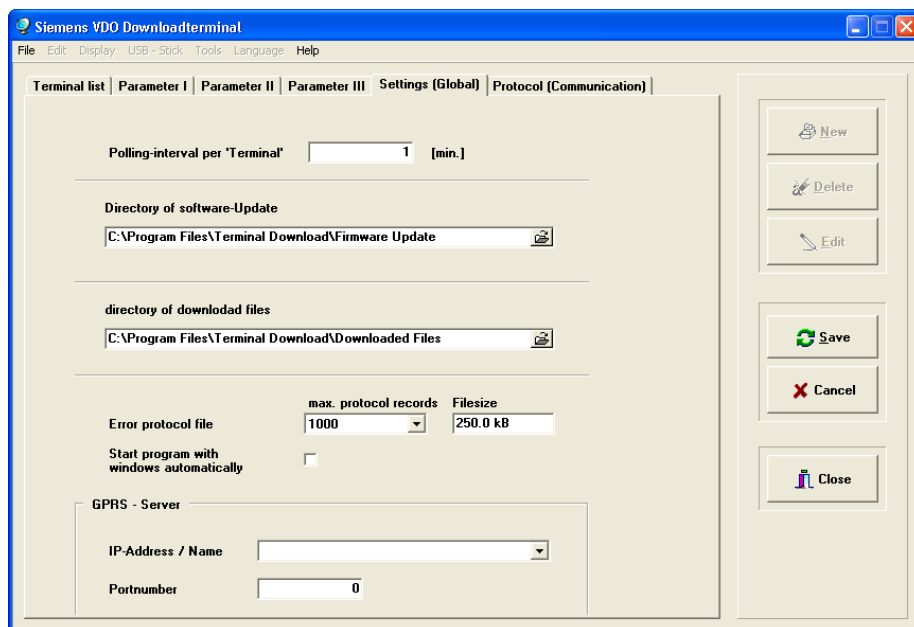 Siemens VDO Downloadterminal
File Edit Display USB - Stick Tools Language Help
Terminal list Parameter I Parameter II Parameter III Settings (Global) Protocol (Communication)
Polling-interval per 'Terminal' 1 [min.]
Directory of software-Update
C:\Program Files\Terminal Download\Firmware Update
directory of downlodad files
C:\Program Files\Terminal Download\Downloaded Files
max. protocol records Filesize
Error protocol file 1000 250.0 kB
Start program with
windows automatically
GPRS - Server
IP-Address / Name
Portnumber 0
New
Delete
Edit
Save
Cancel
Close